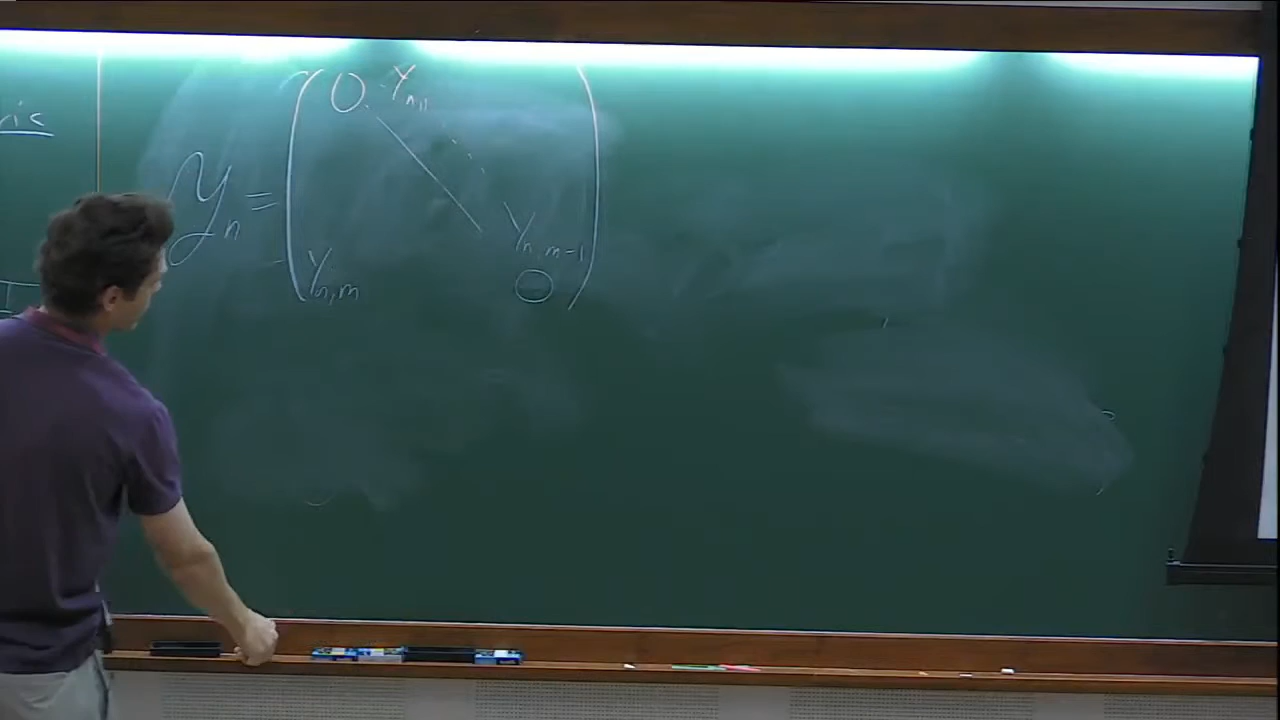 ric
0 Y_{n,1}
𝒴_n =
Y_{n,m-1}
Y_{n,m} 0
I